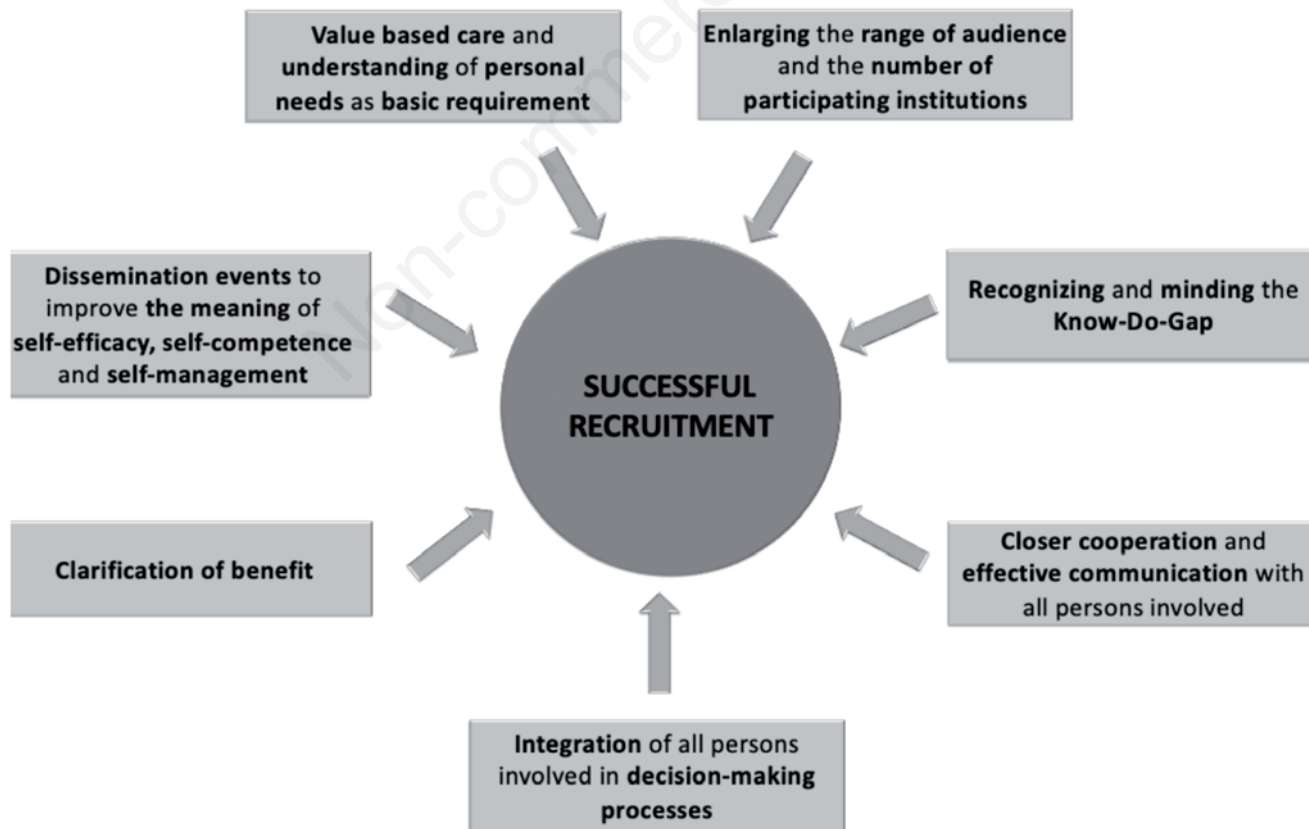 Value based care and
understanding of personal
needs as basic requirement
Enlarging the range of audience
and the number of
participating institutions
Dissemination events to
improve the meaning of
self-efficacy, self-competence
and self-management
Recognizing and minding the
Know-Do-Gap
SUCCESSFUL
RECRUITMENT
Clarification of benefit
Closer cooperation and
effective communication with
all persons involved
Integration of all persons
involved in decision-making
processes